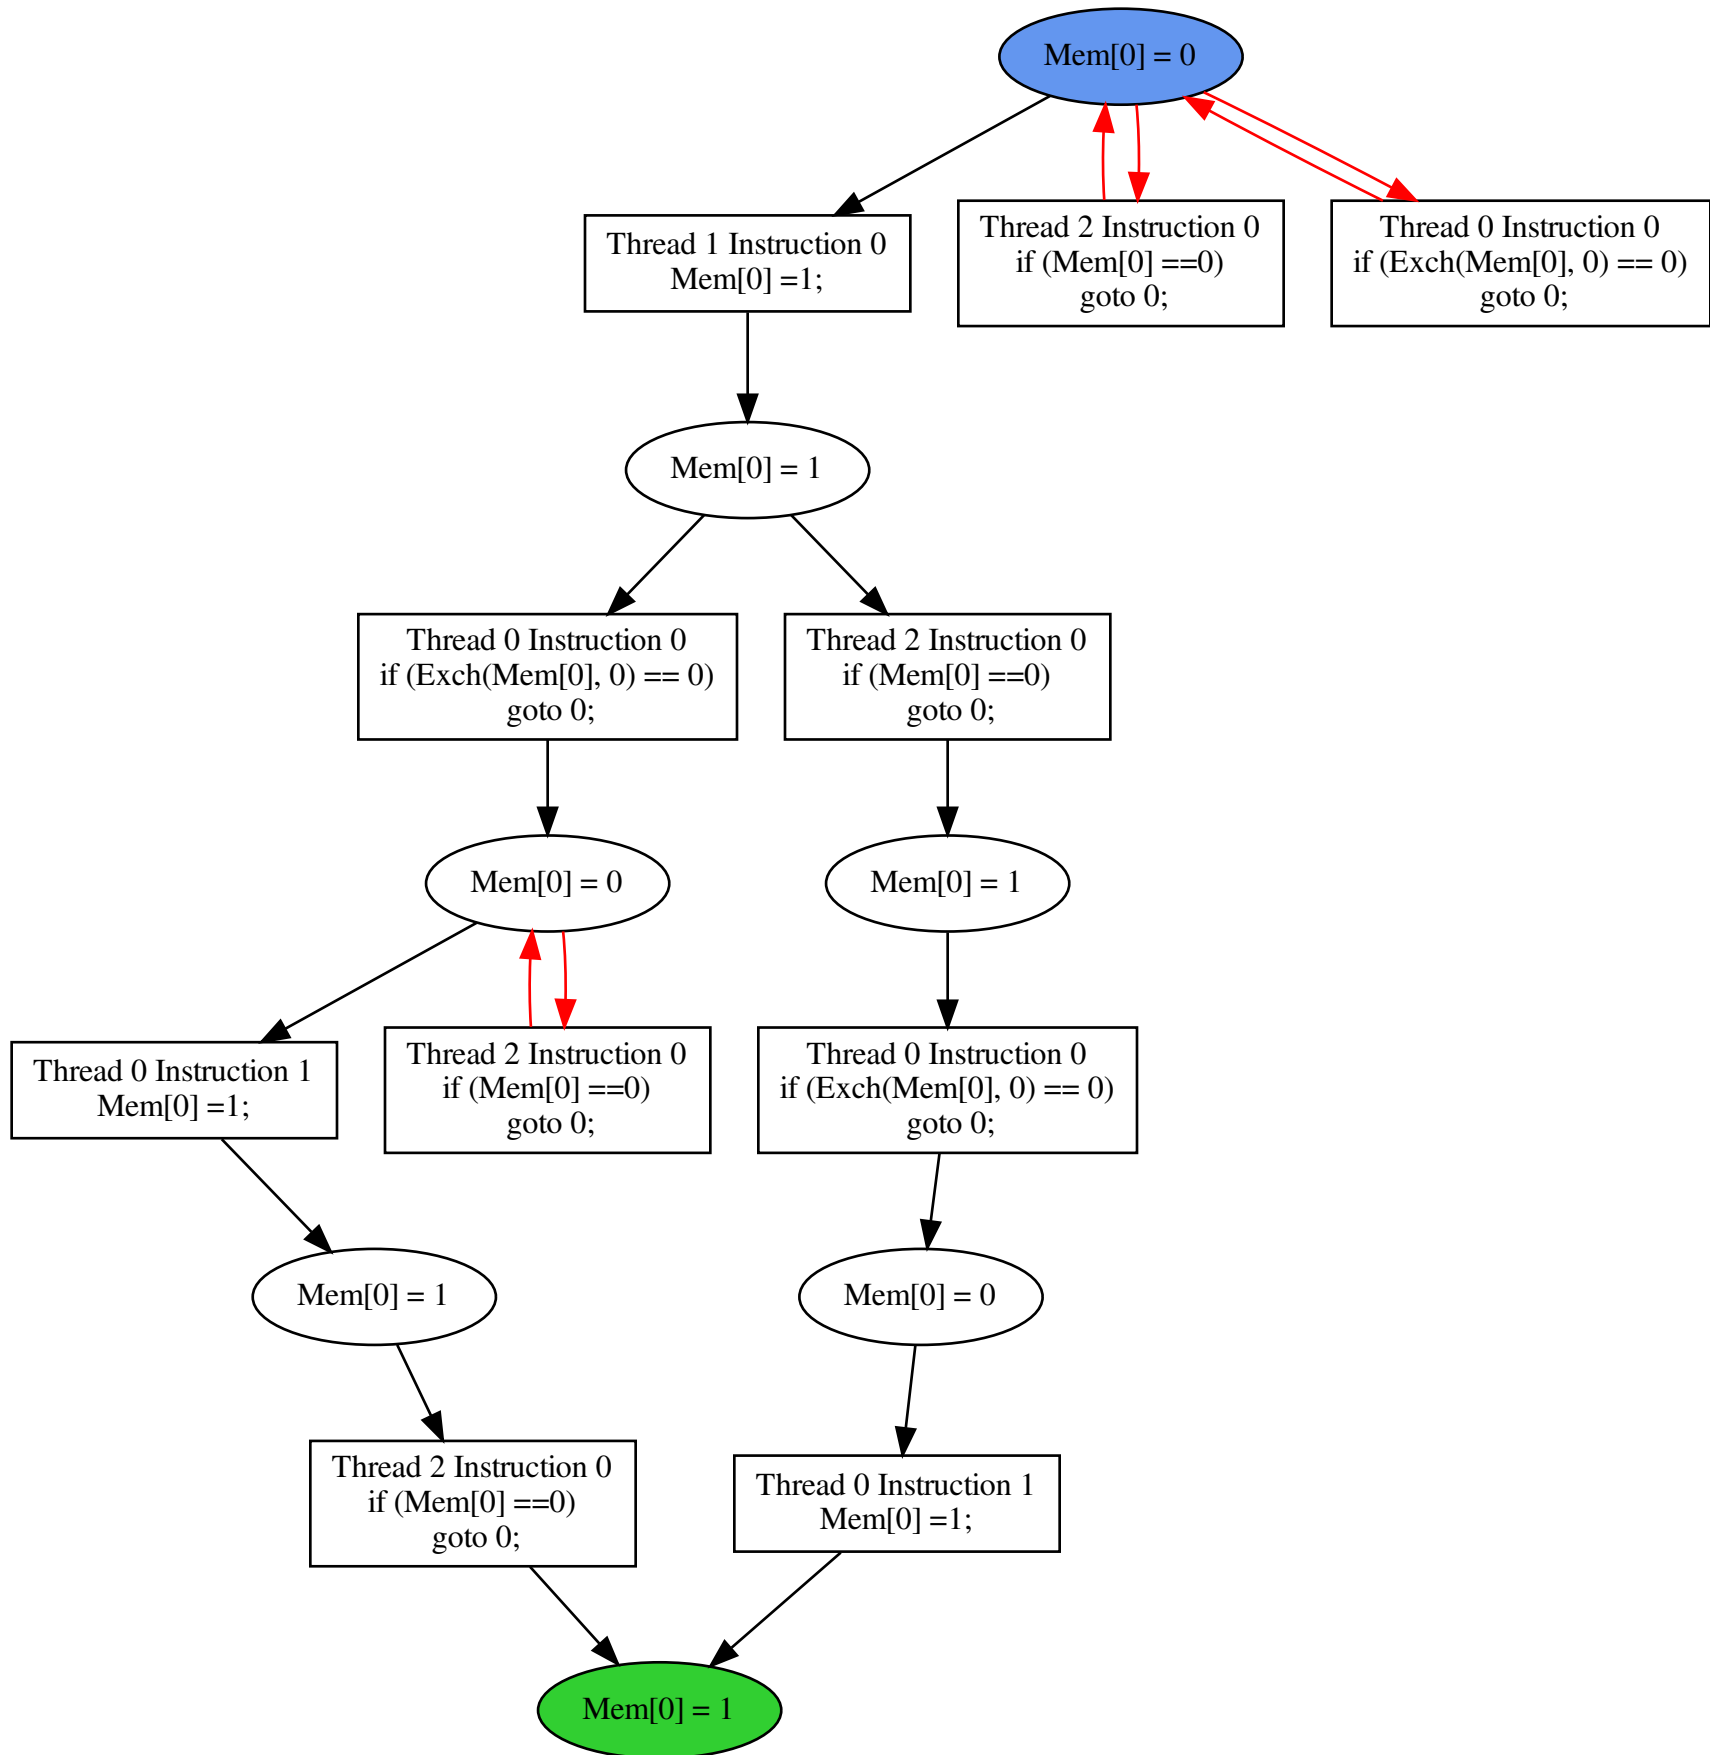 Mem[0] = 0
Thread 1 Instruction 0
Mem[0] =1;
Thread 2 Instruction 0
if (Mem[0] ==0)
goto 0;
Thread 0 Instruction 0
if (Exch(Mem[0], 0) == 0)
goto 0;
Mem[0] = 1
Thread 0 Instruction 0
if (Exch(Mem[0], 0) == 0)
goto 0;
Thread 2 Instruction 0
if (Mem[0] ==0)
goto 0;
Mem[0] = 0
Mem[0] = 1
Thread 0 Instruction 1
Mem[0] =1;
Thread 2 Instruction 0
if (Mem[0] ==0)
goto 0;
Thread 0 Instruction 0
if (Exch(Mem[0], 0) == 0)
goto 0;
Mem[0] = 1
Mem[0] = 0
Thread 2 Instruction 0
if (Mem[0] ==0)
goto 0;
Thread 0 Instruction 1
Mem[0] =1;
Mem[0] = 1